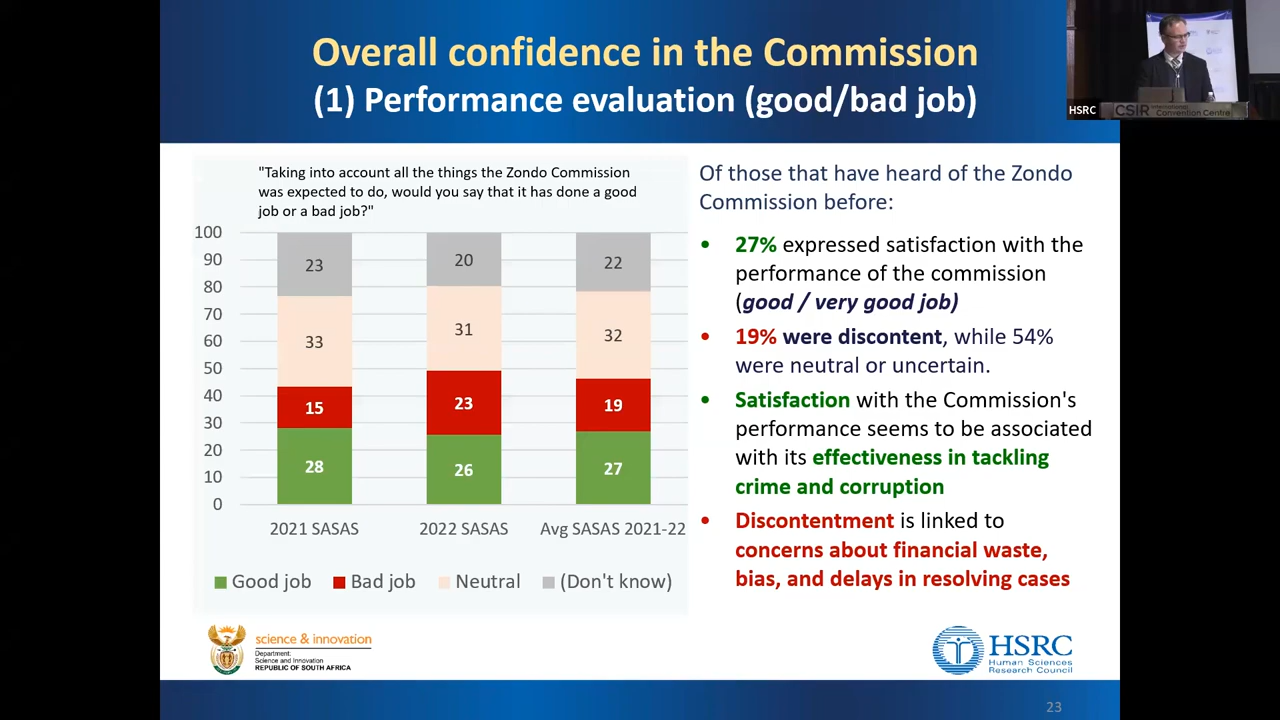 Overall confidence in the Commission
(1) Performance evaluation (good/bad job)
HSRC
CSIR International Convention Centre
"Taking into account all the things the Zondo Commission
was expected to do, would you say that it has done a good
job or a bad job?"
100
90
80
70
60
50
40
30
20
10
0
23
33
15
28
20
31
23
26
22
32
19
27
2021 SASAS
2022 SASAS
Avg SASAS 2021-22
Good job
Bad job
Neutral
(Don't know)
Of those that have heard of the Zondo
Commission before:
• 27% expressed satisfaction with the
performance of the commission
(good / very good job)
• 19% were discontent, while 54%
were neutral or uncertain.
• Satisfaction with the Commission's
performance seems to be associated
with its effectiveness in tackling
crime and corruption
• Discontentment is linked to
concerns about financial waste,
bias, and delays in resolving cases
science & innovation
Department:
Science and Innovation
REPUBLIC OF SOUTH AFRICA
HSRC
Human Sciences
Research Council
23